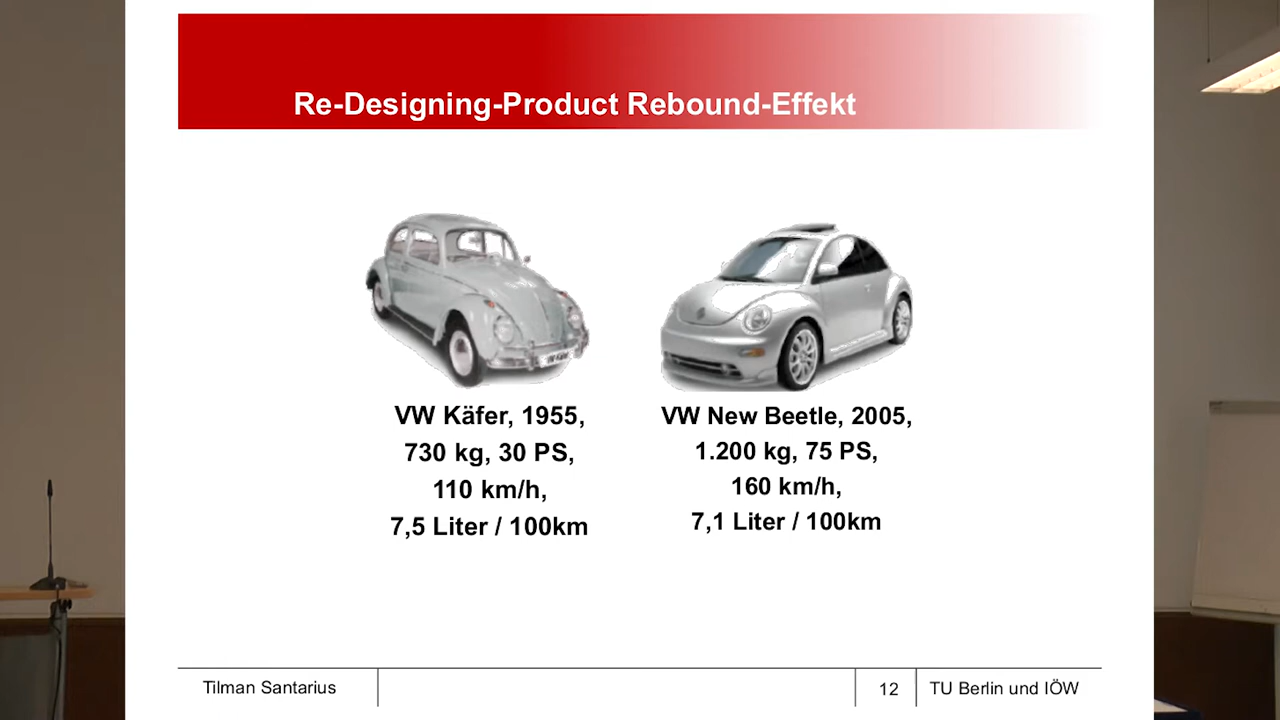 Re-Designing-Product Rebound-Effekt
VW Käfer, 1955,
730 kg, 30 PS,
110 km/h,
7,5 Liter / 100km
VW New Beetle, 2005,
1.200 kg, 75 PS,
160 km/h,
7,1 Liter / 100km
Tilman Santarius
12
TU Berlin und IÖW